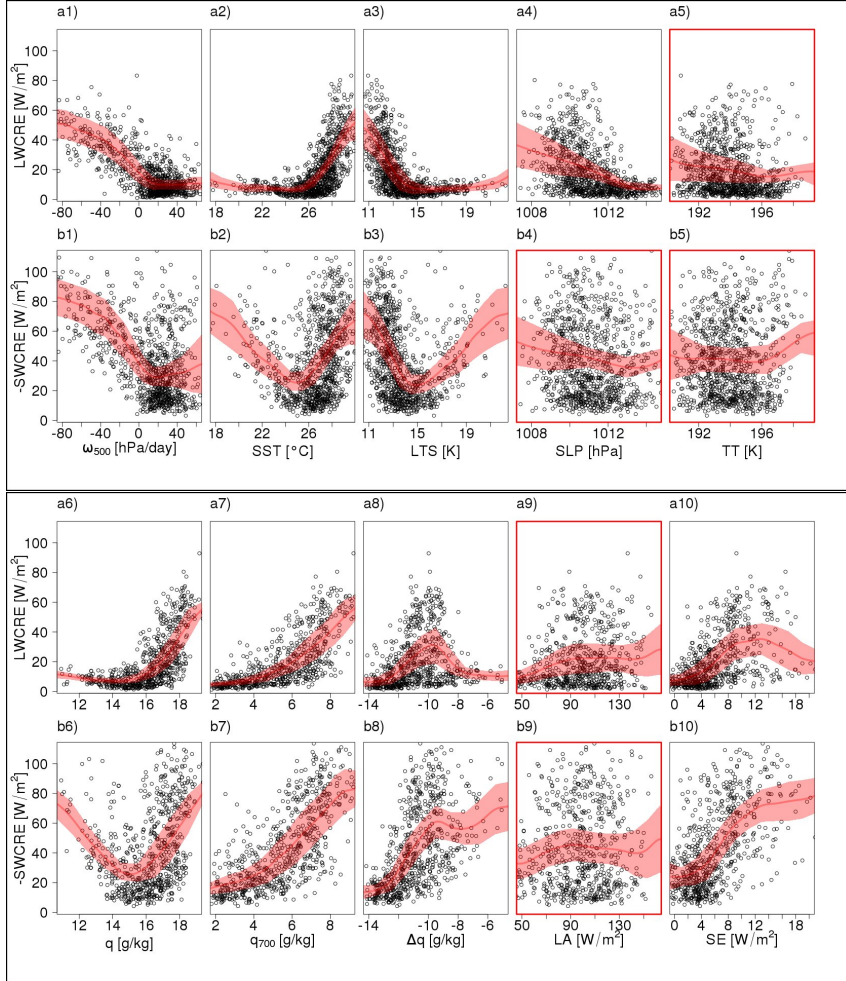 a1) a2) a3) a4) a5)
LWCRE [W/m²]
0 20 40 60 80 100
-80 -40 0 40 18 22 26 11 15 19 1008 1012 192 196
b1) b2) b3) b4) b5)
-SWCRE [W/m²]
0 20 40 60 80 100
-80 -40 0 40 18 22 26 11 15 19 1008 1012 192 196
ω₅₀₀ [hPa/day] SST [°C] LTS [K] SLP [hPa] TT [K]
a6) a7) a8) a9) a10)
LWCRE [W/m²]
0 20 40 60 80 100
12 14 16 18 2 4 6 8 -14 -10 -8 -6 50 90 130 0 4 8 12 16
b6) b7) b8) b9) b10)
-SWCRE [W/m²]
0 20 40 60 80 100
12 14 16 18 2 4 6 8 -14 -10 -8 -6 50 90 130 0 4 8 12 16
q [g/kg] q₇₀₀ [g/kg] Δq [g/kg] LA [W/m²] SE [W/m²]